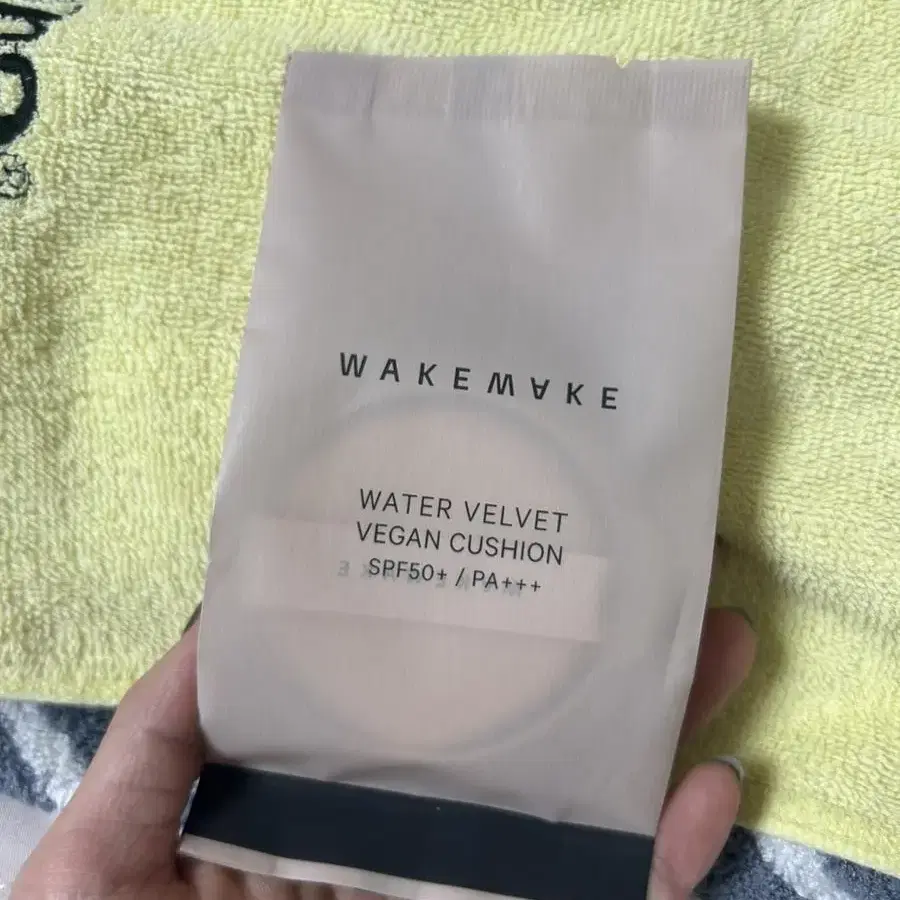 WAKEMAKE
WATER VELVET
VEGAN CUSHION
SPF50+ / PA+++